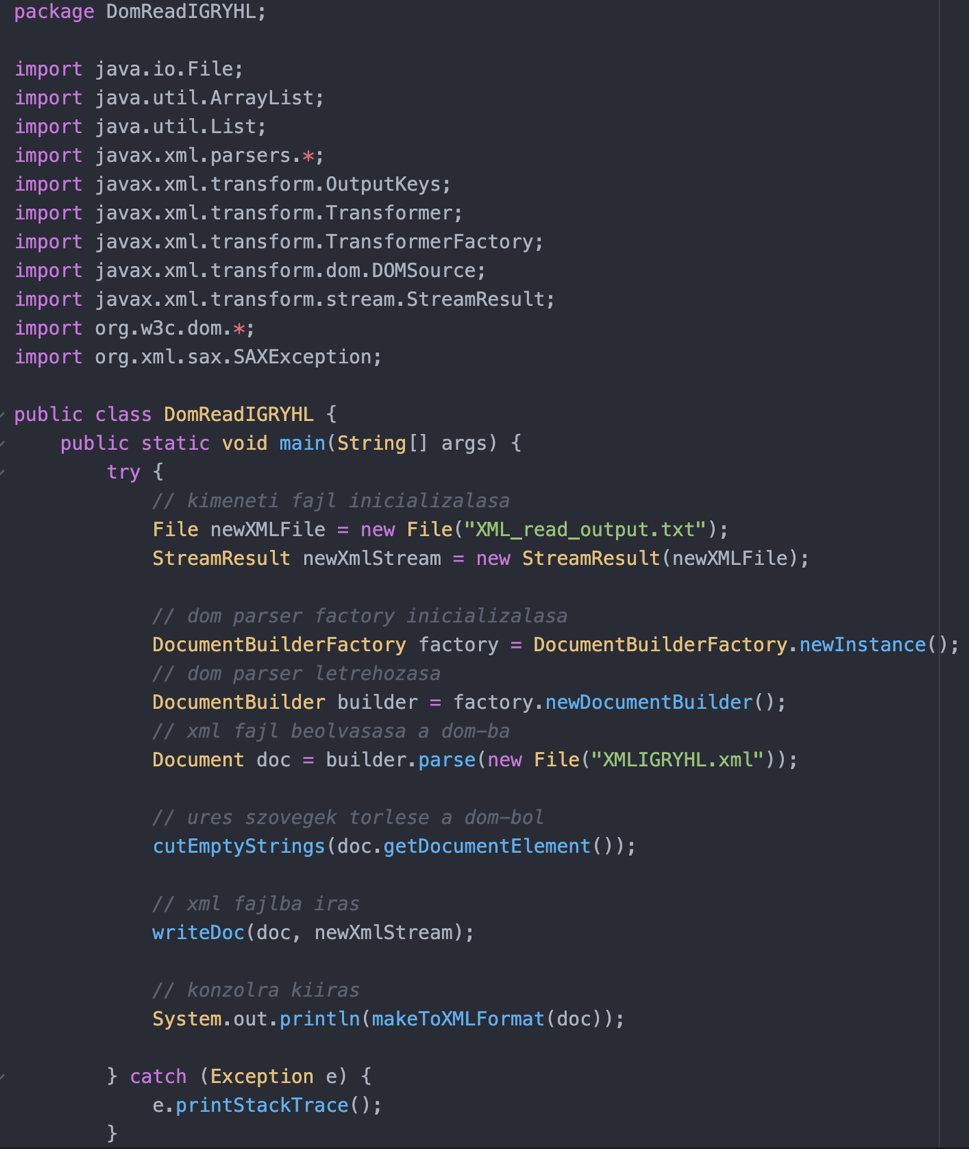 package DomReadIGRYHL;
import java.io.File;
import java.util.ArrayList;
import java.util.List;
import javax.xml.parsers.*;
import javax.xml.transform.OutputKeys;
import javax.xml.transform.Transformer;
import javax.xml.transform.TransformerFactory;
import javax.xml.transform.dom.DOMSource;
import javax.xml.transform.stream.StreamResult;
import org.w3c.dom.*;
import org.xml.sax.SAXException;
public class DomReadIGRYHL {
public static void main(String[] args) {
try {
// kimeneti fajl inicializalasa
File newXMLFile = new File("XML_read_output.txt");
StreamResult newXmlStream = new StreamResult(newXMLFile);
// dom parser factory inicializalasa
DocumentBuilderFactory factory = DocumentBuilderFactory.newInstance();
// dom parser letrehozasa
DocumentBuilder builder = factory.newDocumentBuilder();
// xml fajl beolvasasa a dom-ba
Document doc = builder.parse(new File("XMLIGRYHL.xml"));
// ures szovegek torlese a dom-bol
cutEmptyStrings(doc.getDocumentElement());
// xml fajlba iras
writeDoc(doc, newXmlStream);
// konzolra kiiras
System.out.println(makeToXMLFormat(doc));
} catch (Exception e) {
e.printStackTrace();
}